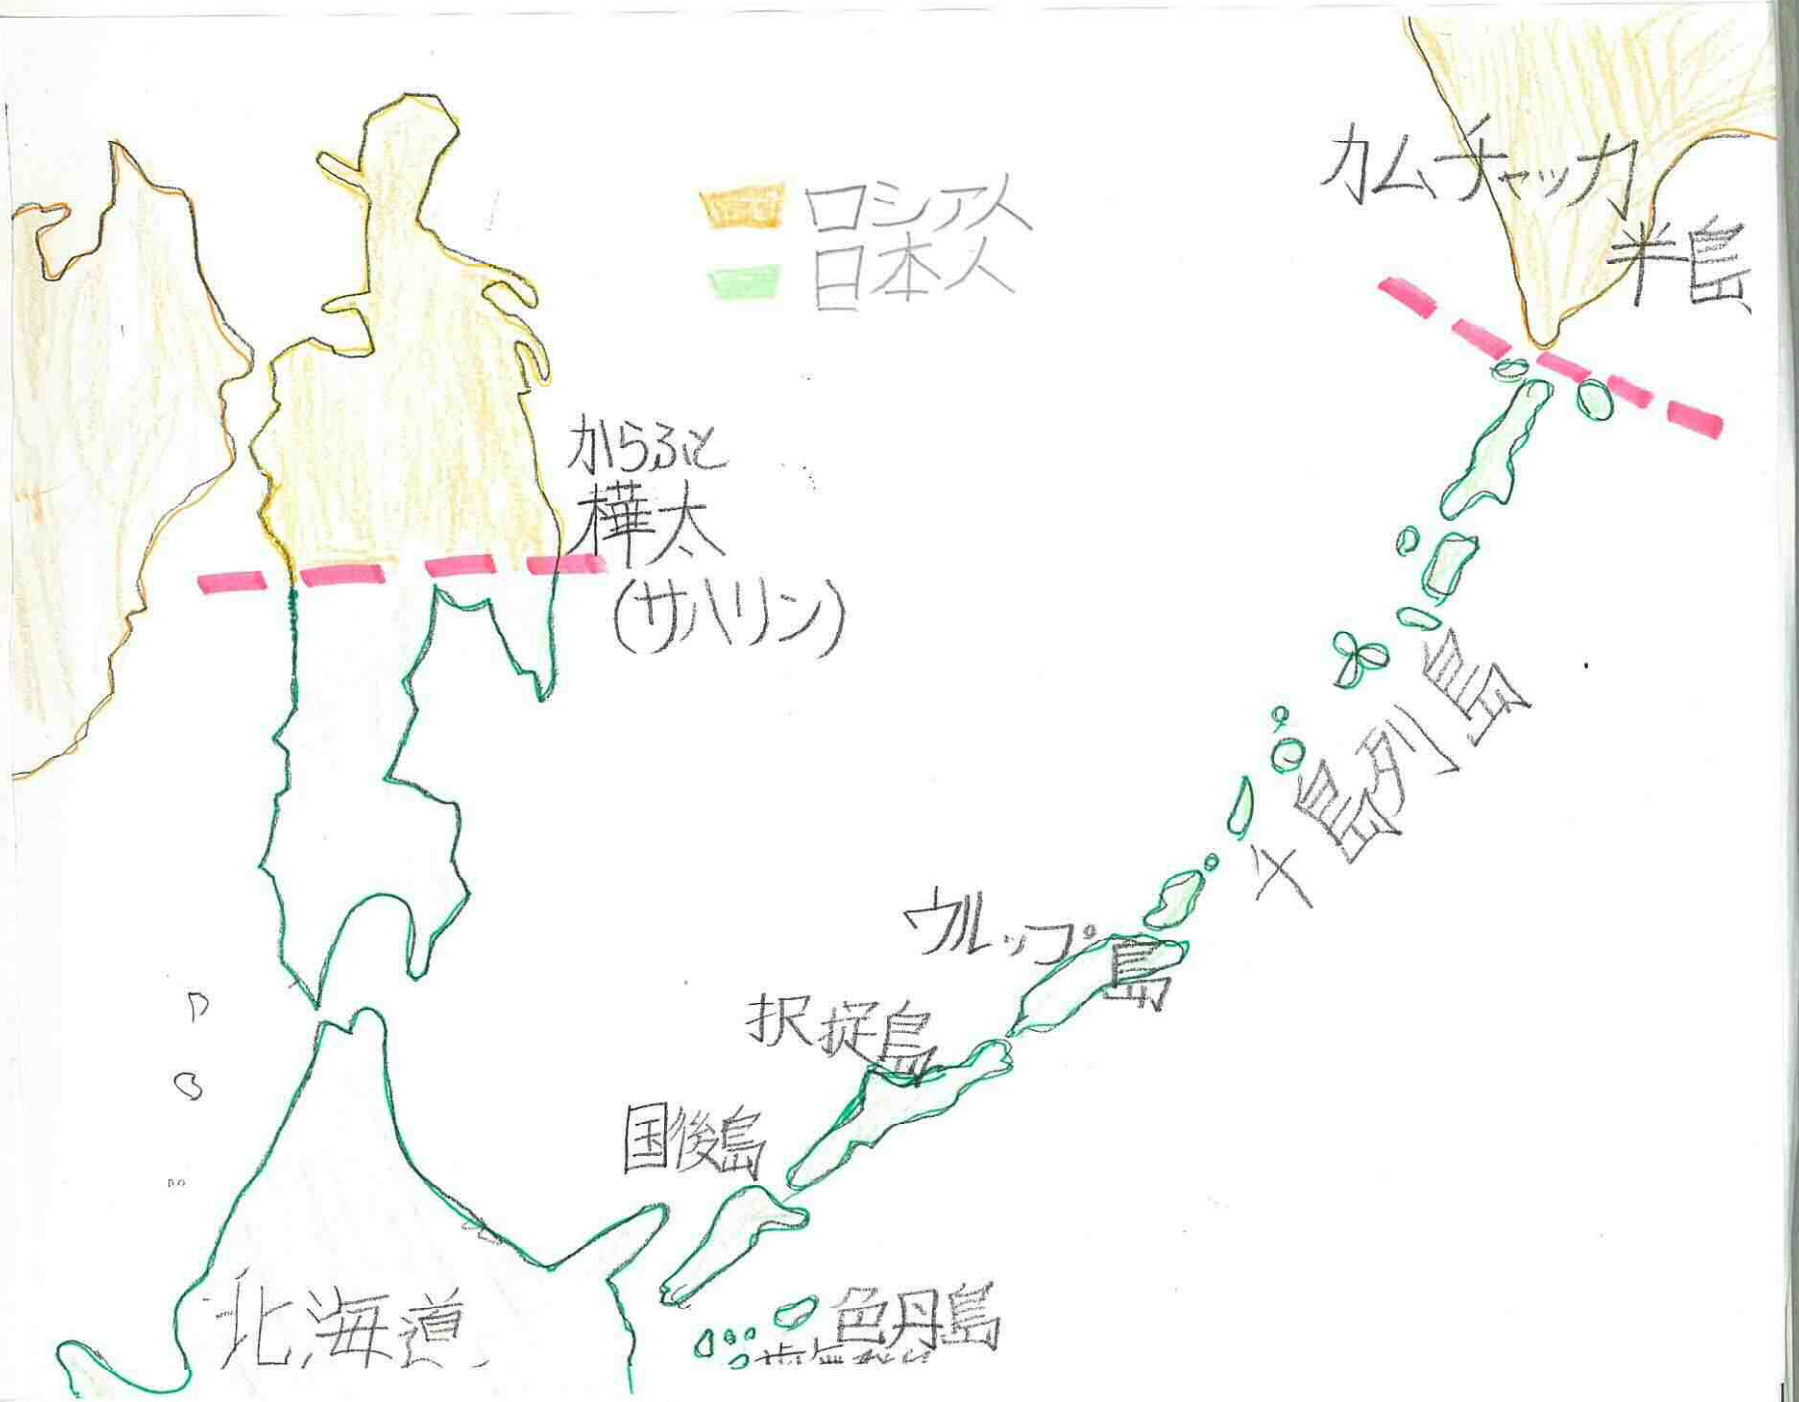 ロシア人
日本人
カムチャッカ
半島
からふと
樺太
(サハリン)
千島列島
ウルップ島
択捉島
国後島
色丹島
北海道